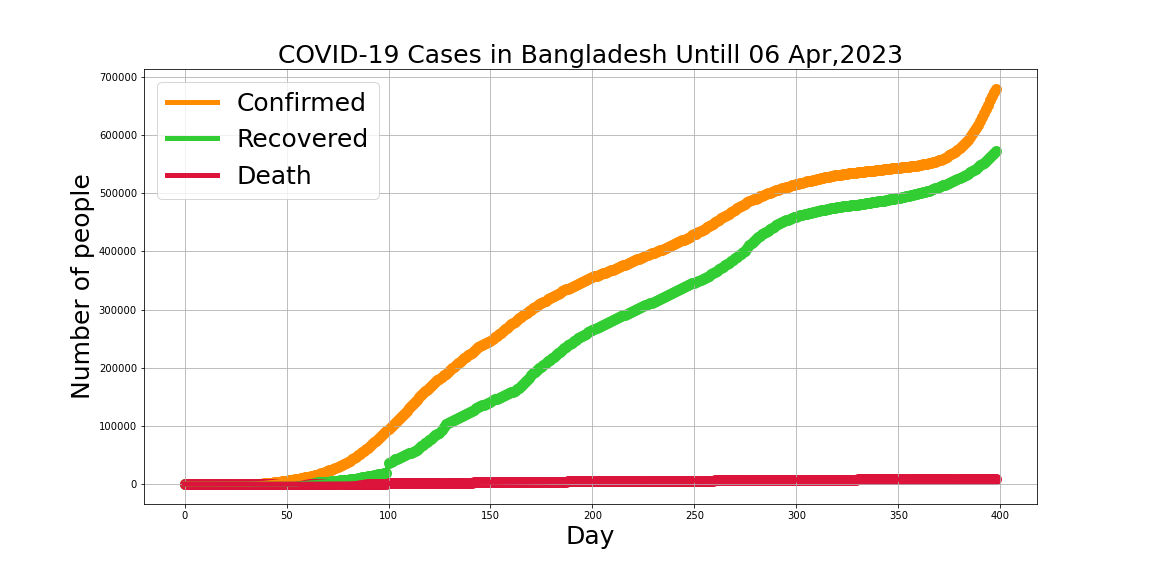 COVID-19 Cases in Bangladesh Untill 06 Apr,2023
Confirmed
Recovered
Death
Number of people
700000
600000
500000
400000
300000
200000
100000
0
0 50 100 150 200 250 300 350 400
Day